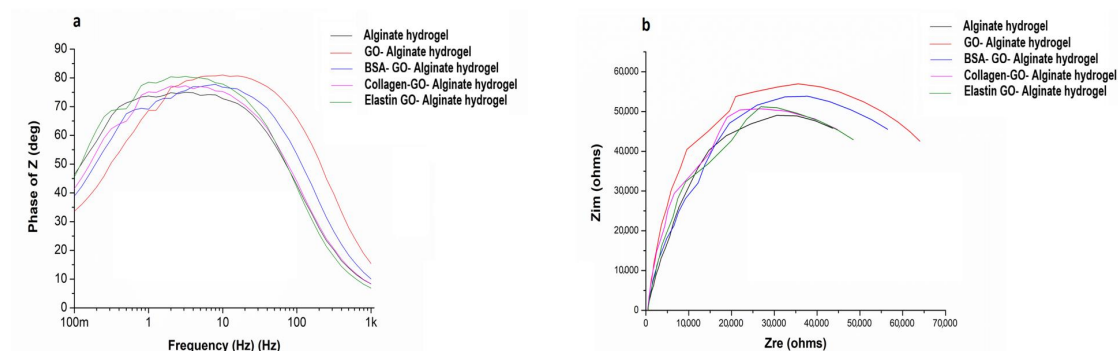 a
Alginate hydrogel
GO- Alginate hydrogel
BSA- GO- Alginate hydrogel
Collagen-GO- Alginate hydrogel
Elastin GO- Alginate hydrogel
90
80
70
60
50
40
30
20
10
0
Phase of Z (deg)
100m 1 10 100 1k
Frequency (Hz) (Hz)
b
Alginate hydrogel
GO- Alginate hydrogel
BSA- GO- Alginate hydrogel
Collagen-GO- Alginate hydrogel
Elastin GO- Alginate hydrogel
60,000
50,000
40,000
30,000
20,000
10,000
0
Zim (ohms)
0 10,000 20,000 30,000 40,000 50,000 60,000 70,000
Zre (ohms)